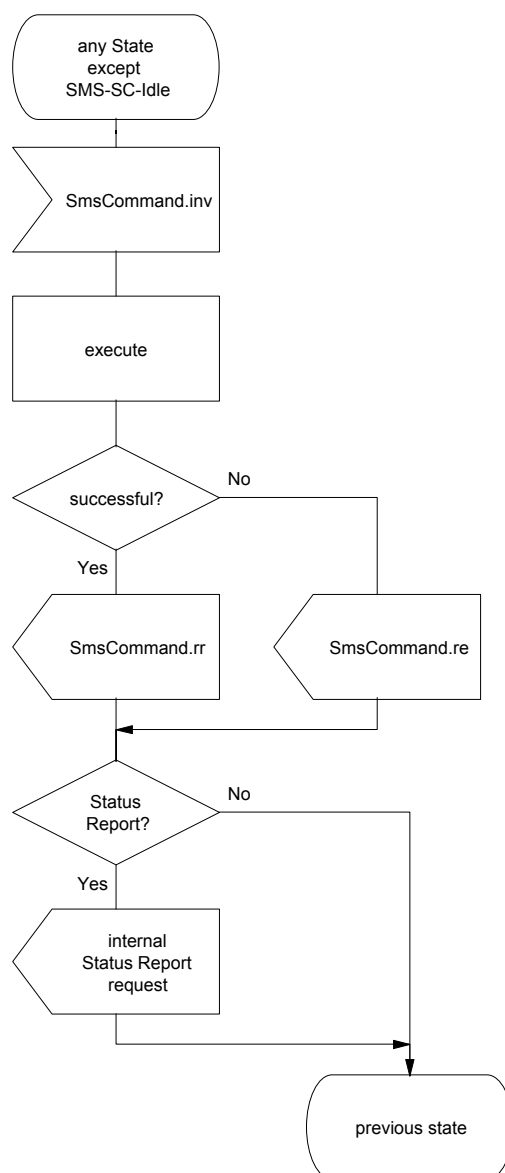 any State
except
SMS-SC-Idle
SmsCommand.inv
execute
successful?
No
Yes
SmsCommand.rr
SmsCommand.re
Status
Report?
No
Yes
internal
Status Report
request
previous state